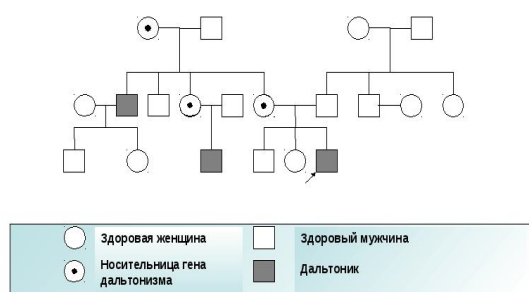 Здоровая женщина
Здоровый мужчина
Носительница гена
дальтонизма
Дальтоник